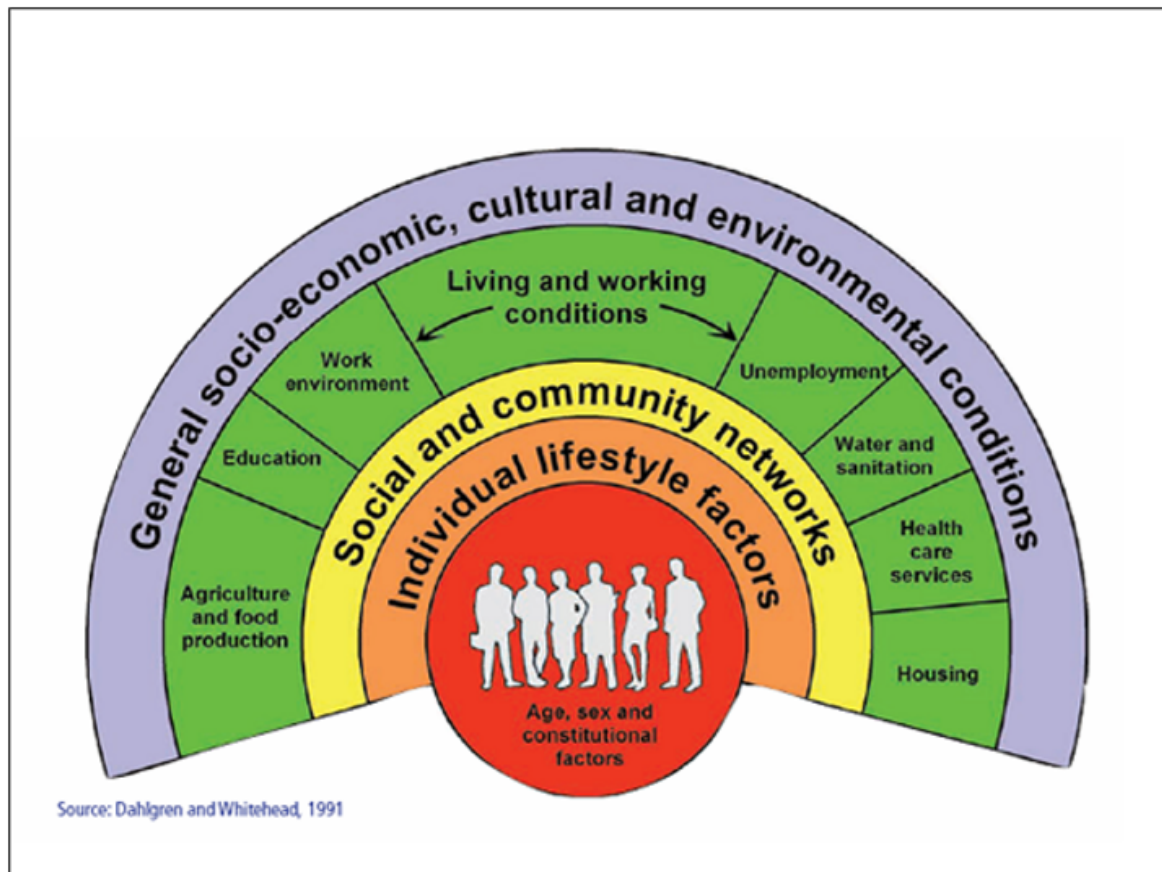 General socio-economic, cultural and environmental conditions
Living and working
conditions
Work
environment
Unemployment
Education
Water and
sanitation
Agriculture
and food
production
Health
care
services
Housing
Social and community networks
Individual lifestyle factors
Age, sex and
constitutional
factors
Source: Dahlgren and Whitehead, 1991